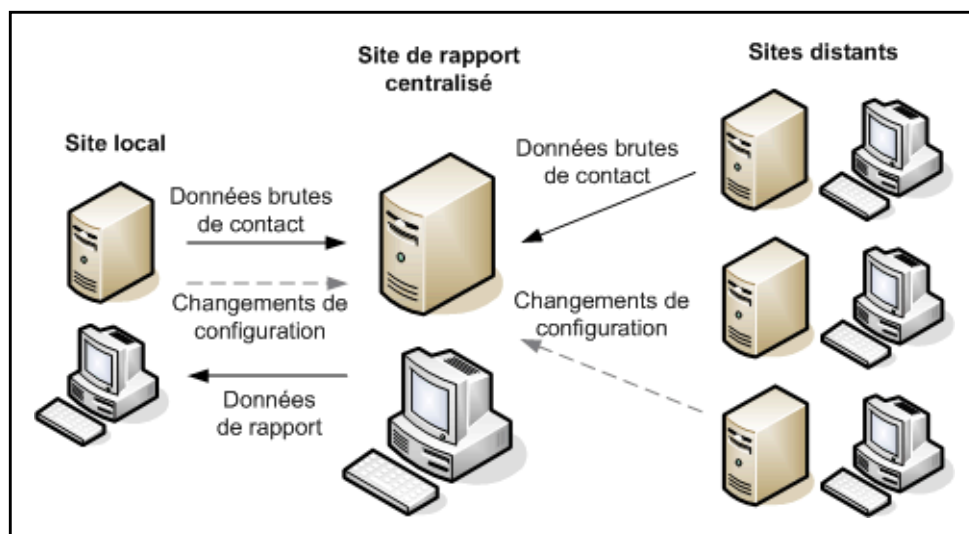 Site local
Site de rapport
centralisé
Sites distants
Données brutes
de contact
Changements de
configuration
Données
de rapport
Données brutes
de contact
Changements de
configuration